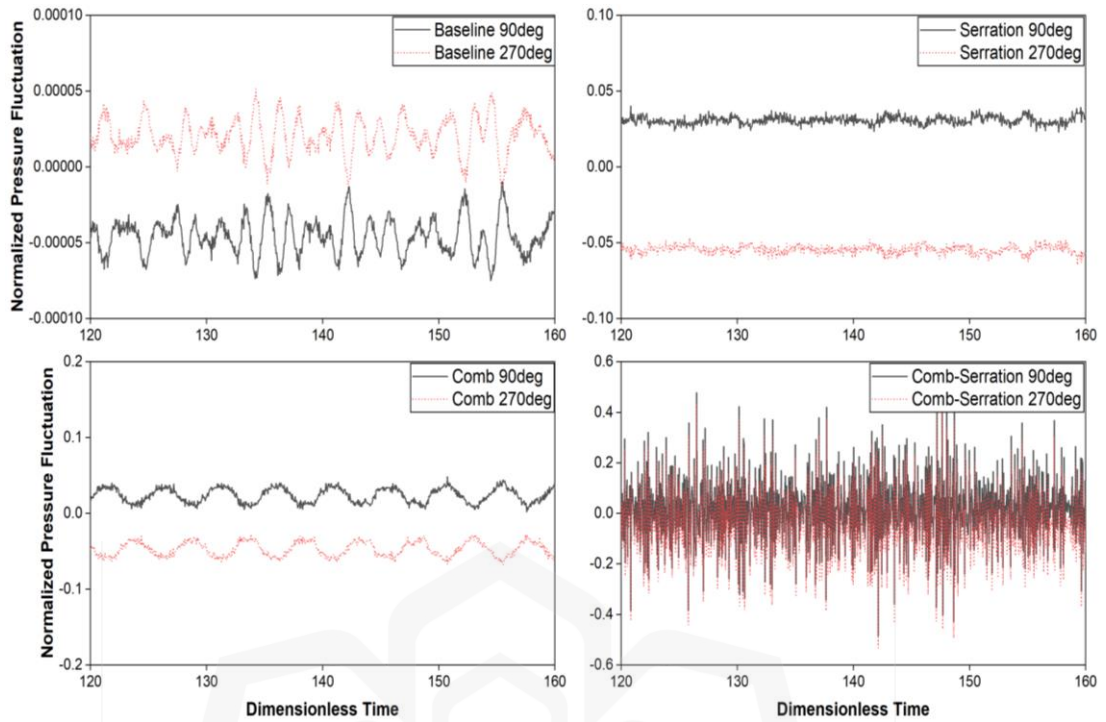 Normalized Pressure Fluctuation
0.00010
0.00005
0.00000
-0.00005
-0.00010
Baseline 90deg
Baseline 270deg
120 130 140 150 160
0.10
0.05
0.00
-0.05
-0.10
Serration 90deg
Serration 270deg
120 130 140 150 160
Normalized Pressure Fluctuation
0.2
0.1
0.0
-0.1
-0.2
Comb 90deg
Comb 270deg
120 130 140 150 160
Dimensionless Time
0.6
0.4
0.2
0.0
-0.2
-0.4
-0.6
Comb-Serration 90deg
Comb-Serration 270deg
120 130 140 150 160
Dimensionless Time